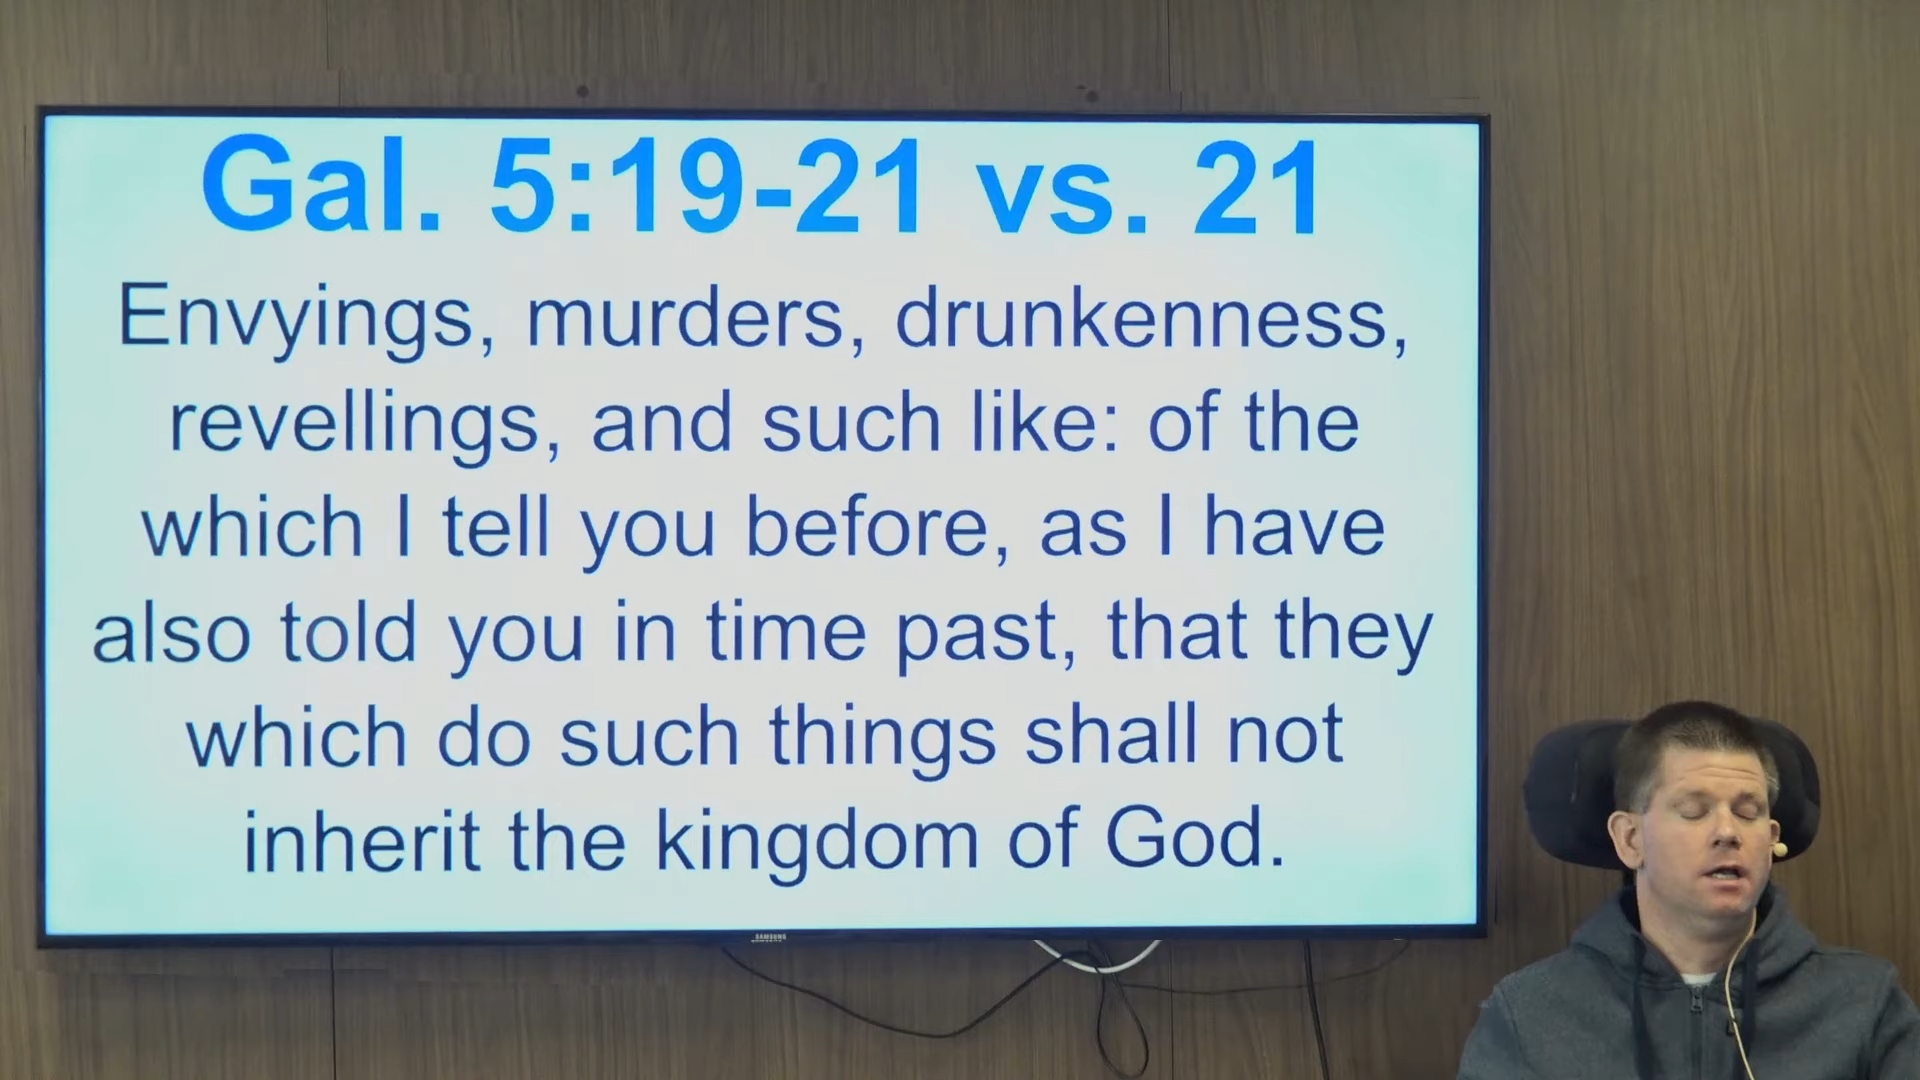 Gal. 5:19-21 vs. 21
Envyings, murders, drunkenness,
revellings, and such like: of the
which I tell you before, as I have
also told you in time past, that they
which do such things shall not
inherit the kingdom of God.
SAMSUNG